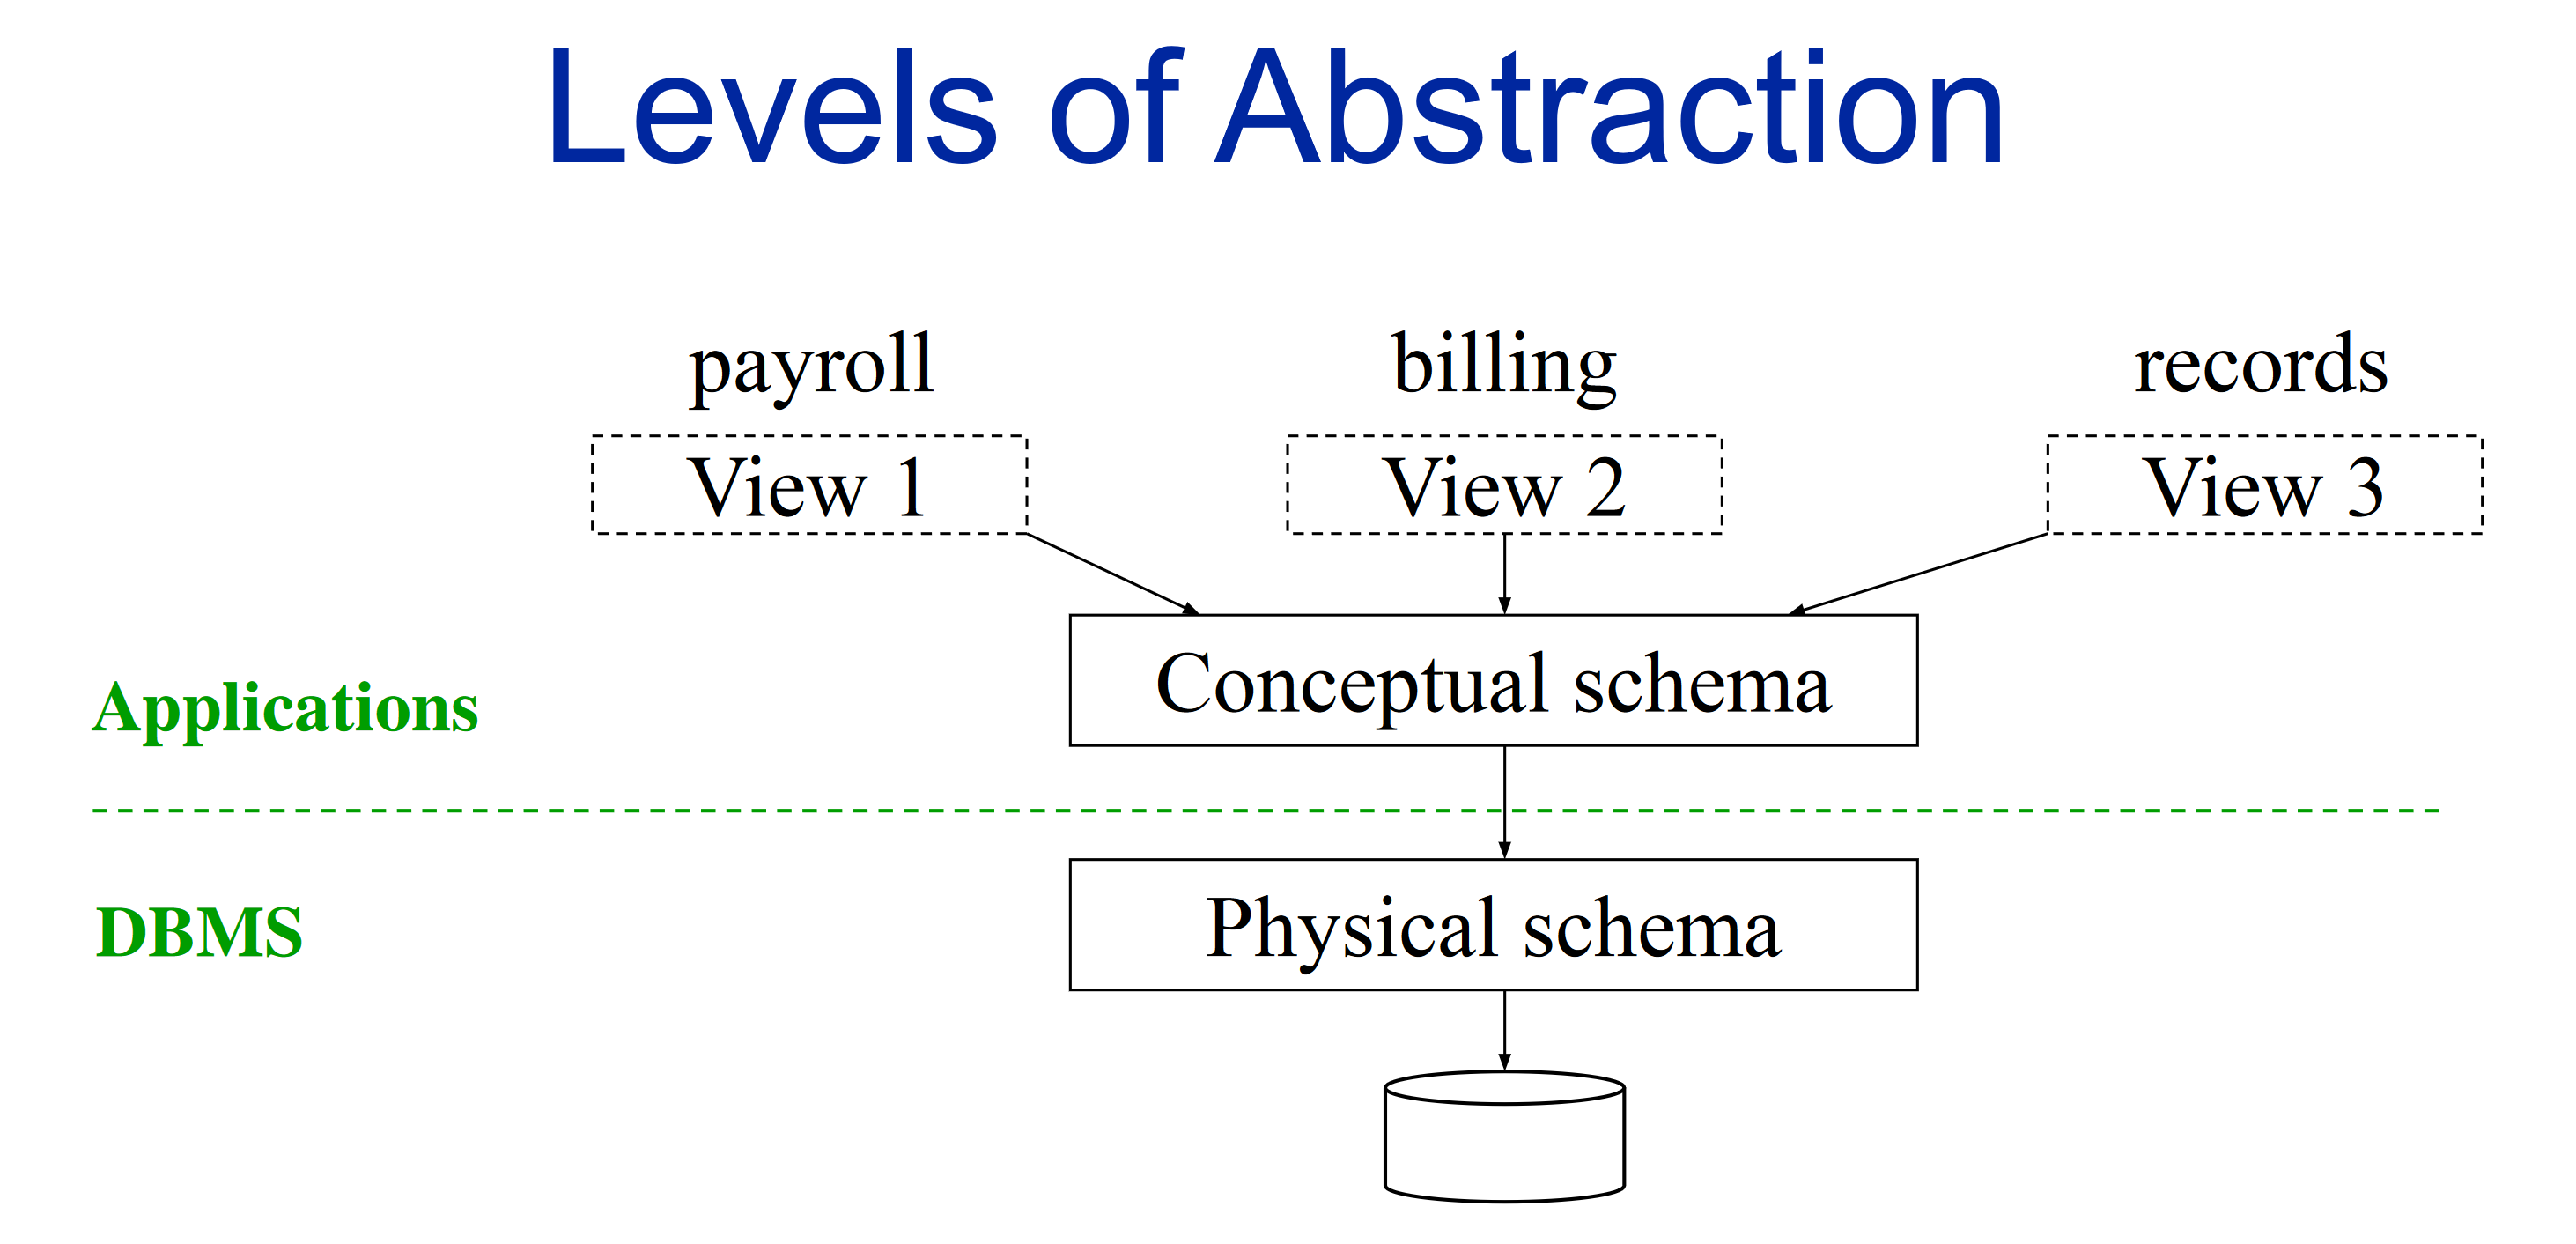 Levels of Abstraction
payroll
billing
records
View 1
View 2
View 3
Conceptual schema
Applications
Physical schema
DBMS